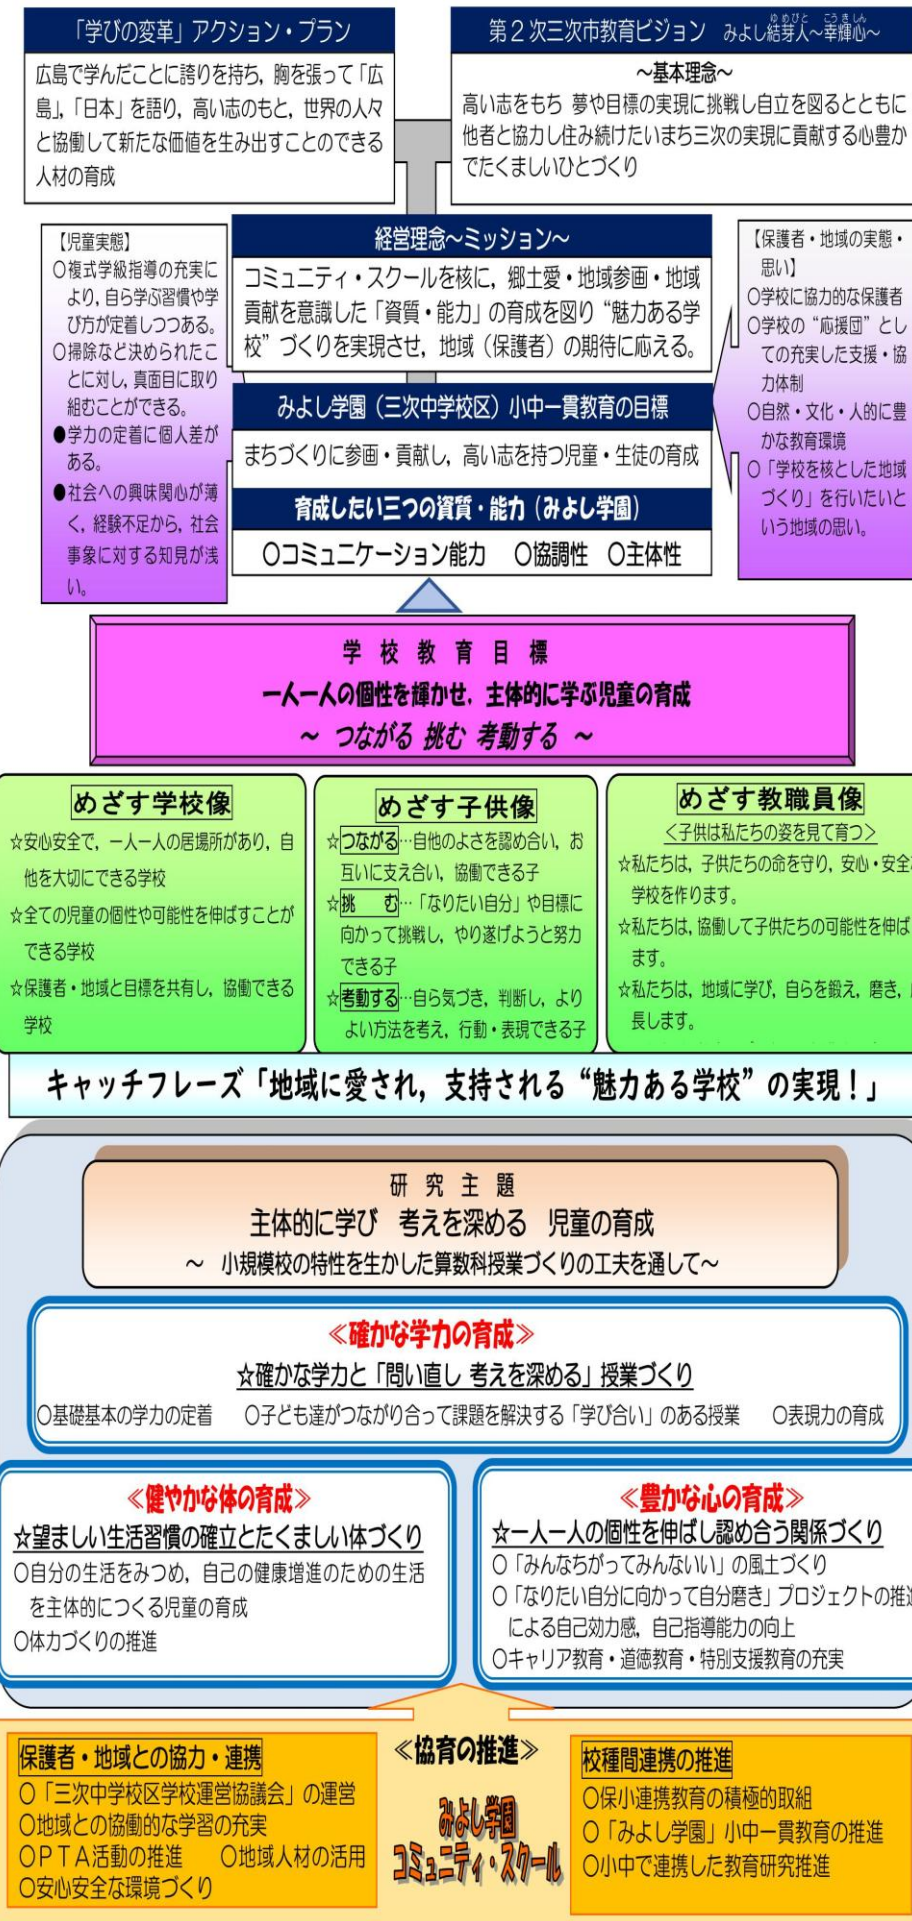 「学びの変革」アクション・プラン
広島で学んだことに誇りを持ち，胸を張って「広
島」，「日本」を語り，高い志のもと，世界の人々
と協働して新たな価値を生み出すことのできる
人材の育成
第２次三次市教育ビジョン　みよし結芽人～幸輝心～
ゆめびと　こうきしん
～基本理念～
高い志をもち 夢や目標の実現に挑戦し自立を図るとともに
他者と協力し住み続けたいまち三次の実現に貢献する心豊か
でたくましいひとづくり
【児童実態】
○複式学級指導の充実に
より，自ら学ぶ習慣や学
び方が定着しつつある。
○掃除など決められたこ
とに対し，真面目に取り
組むことができる。
●学力の定着に個人差が
ある。
●社会への興味関心が薄
く，経験不足から，社会
事象に対する知見が浅
い。
経営理念～ミッション～
コミュニティ・スクールを核に，郷土愛・地域参画・地域
貢献を意識した「資質・能力」の育成を図り“魅力ある学
校”づくりを実現させ，地域（保護者）の期待に応える。
みよし学園（三次中学校区）小中一貫教育の目標
まちづくりに参画・貢献し，高い志を持つ児童・生徒の育成
育成したい三つの資質・能力（みよし学園）
○コミュニケーション能力　○協調性　○主体性
【保護者・地域の実態・
思い】
○学校に協力的な保護者
○学校の“応援団”とし
ての充実した支援・協
力体制
○自然・文化・人的に豊
かな教育環境
○「学校を核とした地域
づくり」を行いたいと
いう地域の思い。
学 校 教 育 目 標
一人一人の個性を輝かせ，主体的に学ぶ児童の育成
～ つながる 挑む 考動する ～
めざす学校像
☆安心安全で，一人一人の居場所があり，自
他を大切にできる学校
☆全ての児童の個性や可能性を伸ばすことが
できる学校
☆保護者・地域と目標を共有し，協働できる
学校
めざす子供像
☆つながる…自他のよさを認め合い，お
互いに支え合い，協働できる子
☆挑　む…「なりたい自分」や目標に
向かって挑戦し，やり遂げようと努力
できる子
☆考動する…自ら気づき，判断し，より
よい方法を考え，行動・表現できる子
めざす教職員像
＜子供は私たちの姿を見て育つ＞
☆私たちは，子供たちの命を守り，安心・安全
学校を作ります。
☆私たちは，協働して子供たちの可能性を伸ば
ます。
☆私たちは，地域に学び，自らを鍛え，磨き，
長します。
キャッチフレーズ「地域に愛され，支持される“魅力ある学校”の実現！」
研 究 主 題
主体的に学び　考えを深める　児童の育成
～ 小規模校の特性を生かした算数科授業づくりの工夫を通して～
≪確かな学力の育成≫
☆確かな学力と「問い直し 考えを深める」授業づくり
○基礎基本の学力の定着　○子ども達がつながり合って課題を解決する「学び合い」のある授業　○表現力の育成
≪健やかな体の育成≫
☆望ましい生活習慣の確立とたくましい体づくり
○自分の生活をみつめ，自己の健康増進のための生活
を主体的につくる児童の育成
○体力づくりの推進
≪豊かな心の育成≫
☆一人一人の個性を伸ばし認め合う関係づくり
○「みんなちがってみんないい」の風土づくり
○「なりたい自分に向かって自分磨き」プロジェクトの推進
による自己効力感，自己指導能力の向上
○キャリア教育・道徳教育・特別支援教育の充実
保護者・地域との協力・連携
○「三次中学校区学校運営協議会」の運営
○地域との協働的な学習の充実
○ＰＴＡ活動の推進　○地域人材の活用
○安心安全な環境づくり
≪協育の推進≫
みよし学園
コミュニティ・スクール
校種間連携の推進
○保小連携教育の積極的取組
○「みよし学園」小中一貫教育の推進
○小中で連携した教育研究推進